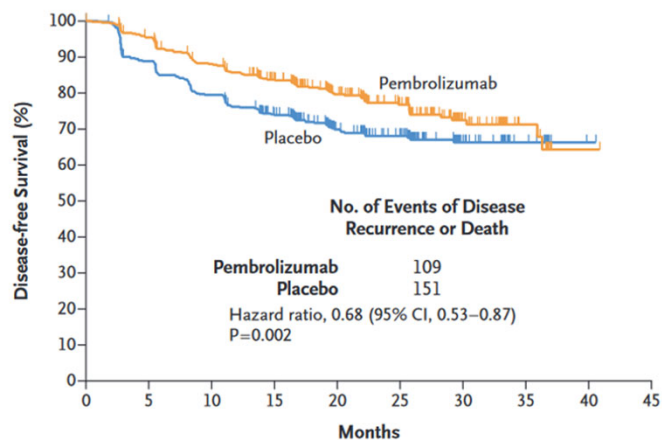 100
90
80
70
60
50
40
30
20
10
0
Disease-free Survival (%)
Pembrolizumab
Placebo
No. of Events of Disease
Recurrence or Death
Pembrolizumab 109
Placebo 151
Hazard ratio, 0.68 (95% CI, 0.53–0.87)
P=0.002
0 5 10 15 20 25 30 35 40 45
Months